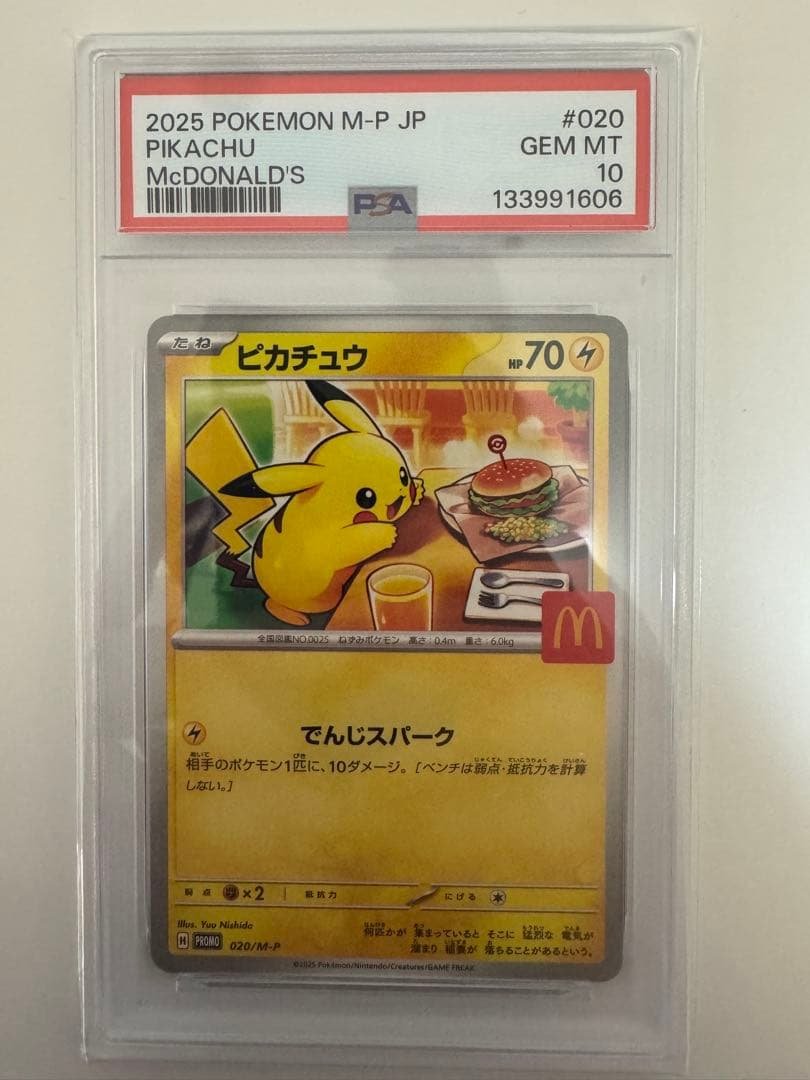 2025 POKEMON M-P JP #020
PIKACHU GEM MT
McDONALD'S 10
PSA 133991606
たね ピカチュウ HP70
全国図鑑NO.0025 ねずみポケモン 高さ:0.4m 重さ:6.0kg
M
でんじスパーク
相手のポケモン1匹に、10ダメージ。[ベンチは弱点・抵抗力を計算
しない。]
弱点 ×2 抵抗力 にげる
Illus. Yuu Nishida
何匹かが 集まっていると そこに 猛烈な 電気が
溜まり 稲妻が 落ちることがあるという。
H PROMO 020/M-P
©2025 Pokémon/Nintendo/Creatures/GAME FREAK